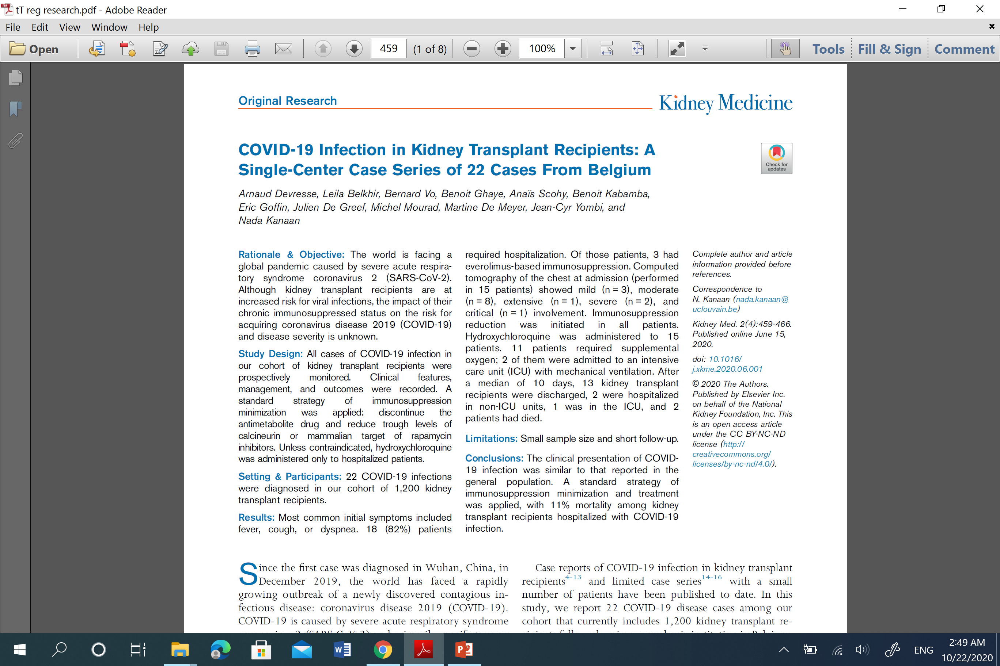 tT reg research.pdf - Adobe Reader
File Edit View Window Help
Open 459 (1 of 8) 100% Tools Fill & Sign Comment
Original Research
Kidney Medicine
COVID-19 Infection in Kidney Transplant Recipients: A
Single-Center Case Series of 22 Cases From Belgium
Check for
updates
Arnaud Devresse, Leila Belkhir, Bernard Vo, Benoit Ghaye, Anaïs Scohy, Benoit Kabamba,
Eric Goffin, Julien De Greef, Michel Mourad, Martine De Meyer, Jean-Cyr Yombi, and
Nada Kanaan
Rationale & Objective: The world is facing a
global pandemic caused by severe acute respira-
tory syndrome coronavirus 2 (SARS-CoV-2).
Although kidney transplant recipients are at
increased risk for viral infections, the impact of their
chronic immunosuppressed status on the risk for
acquiring coronavirus disease 2019 (COVID-19)
and disease severity is unknown.
Study Design: All cases of COVID-19 infection in
our cohort of kidney transplant recipients were
prospectively monitored. Clinical features,
management, and outcomes were recorded. A
standard strategy of immunosuppression
minimization was applied: discontinue the
antimetabolite drug and reduce trough levels of
calcineurin or mammalian target of rapamycin
inhibitors. Unless contraindicated, hydroxychloroquine
was administered only to hospitalized patients.
Setting & Participants: 22 COVID-19 infections
were diagnosed in our cohort of 1,200 kidney
transplant recipients.
Results: Most common initial symptoms included
fever, cough, or dyspnea. 18 (82%) patients
required hospitalization. Of those patients, 3 had
everolimus-based immunosuppression. Computed
tomography of the chest at admission (performed
in 15 patients) showed mild (n = 3), moderate
(n = 8), extensive (n = 1), severe (n = 2), and
critical (n = 1) involvement. Immunosuppression
reduction was initiated in all patients.
Hydroxychloroquine was administered to 15
patients. 11 patients required supplemental
oxygen; 2 of them were admitted to an intensive
care unit (ICU) with mechanical ventilation. After
a median of 10 days, 13 kidney transplant
recipients were discharged, 2 were hospitalized
in non-ICU units, 1 was in the ICU, and 2
patients had died.
Limitations: Small sample size and short follow-up.
Conclusions: The clinical presentation of COVID-
19 infection was similar to that reported in the
general population. A standard strategy of
immunosuppression minimization and treatment
was applied, with 11% mortality among kidney
transplant recipients hospitalized with COVID-19
infection.
Complete author and article
information provided before
references.
Correspondence to
N. Kanaan (nada.kanaan@
uclouvain.be)
Kidney Med. 2(4):459-466.
Published online June 15,
2020.
doi: 10.1016/
j.xkme.2020.06.001
© 2020 The Authors.
Published by Elsevier Inc.
on behalf of the National
Kidney Foundation, Inc. This
is an open access article
under the CC BY-NC-ND
license (http://
creativecommons.org/
licenses/by-nc-nd/4.0/).
Since the first case was diagnosed in Wuhan, China, in
December 2019, the world has faced a rapidly
growing outbreak of a newly discovered contagious in-
fectious disease: coronavirus disease 2019 (COVID-19).
COVID-19 is caused by severe acute respiratory syndrome
Case reports of COVID-19 infection in kidney transplant
recipients4-13 and limited case series14-16 with a small
number of patients have been published to date. In this
study, we report 22 COVID-19 disease cases among our
cohort that currently includes 1,200 kidney transplant re-
ENG
2:49 AM
10/22/2020